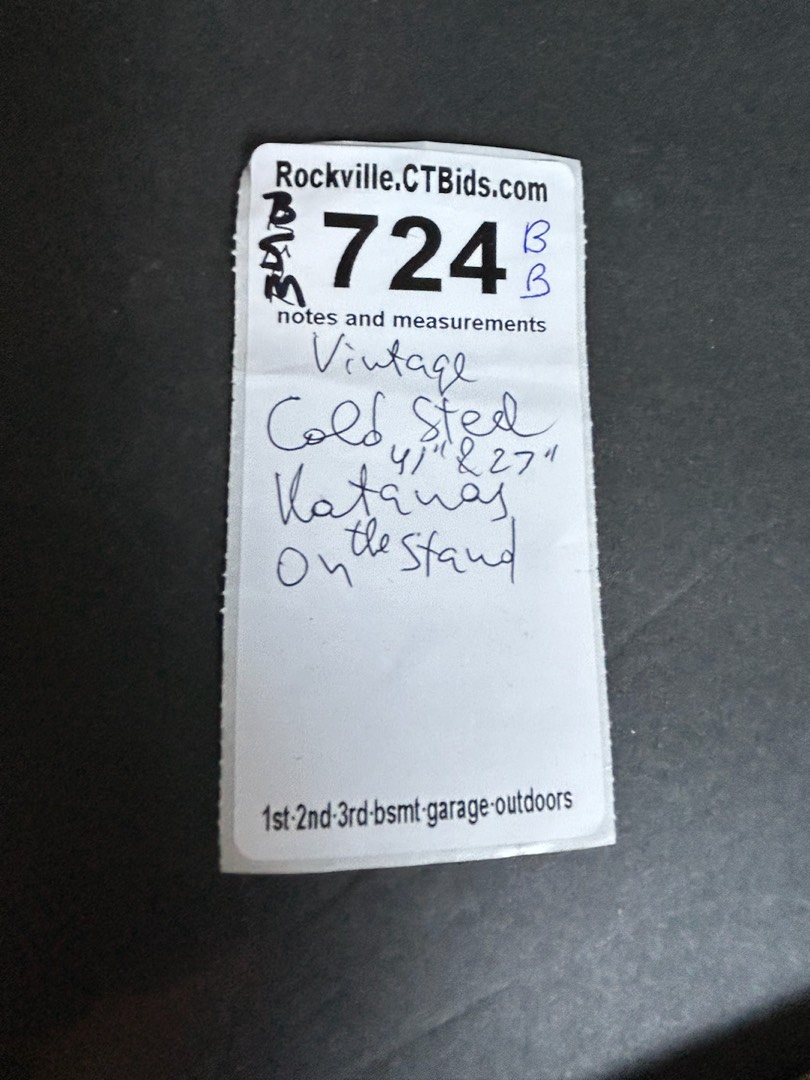 Rockville.CTBids.com
724 B
B
notes and measurements
Vintage
Cold Steel
41" & 27"
Katanas
on the stand
1st·2nd·3rd·bsmt·garage·outdoors